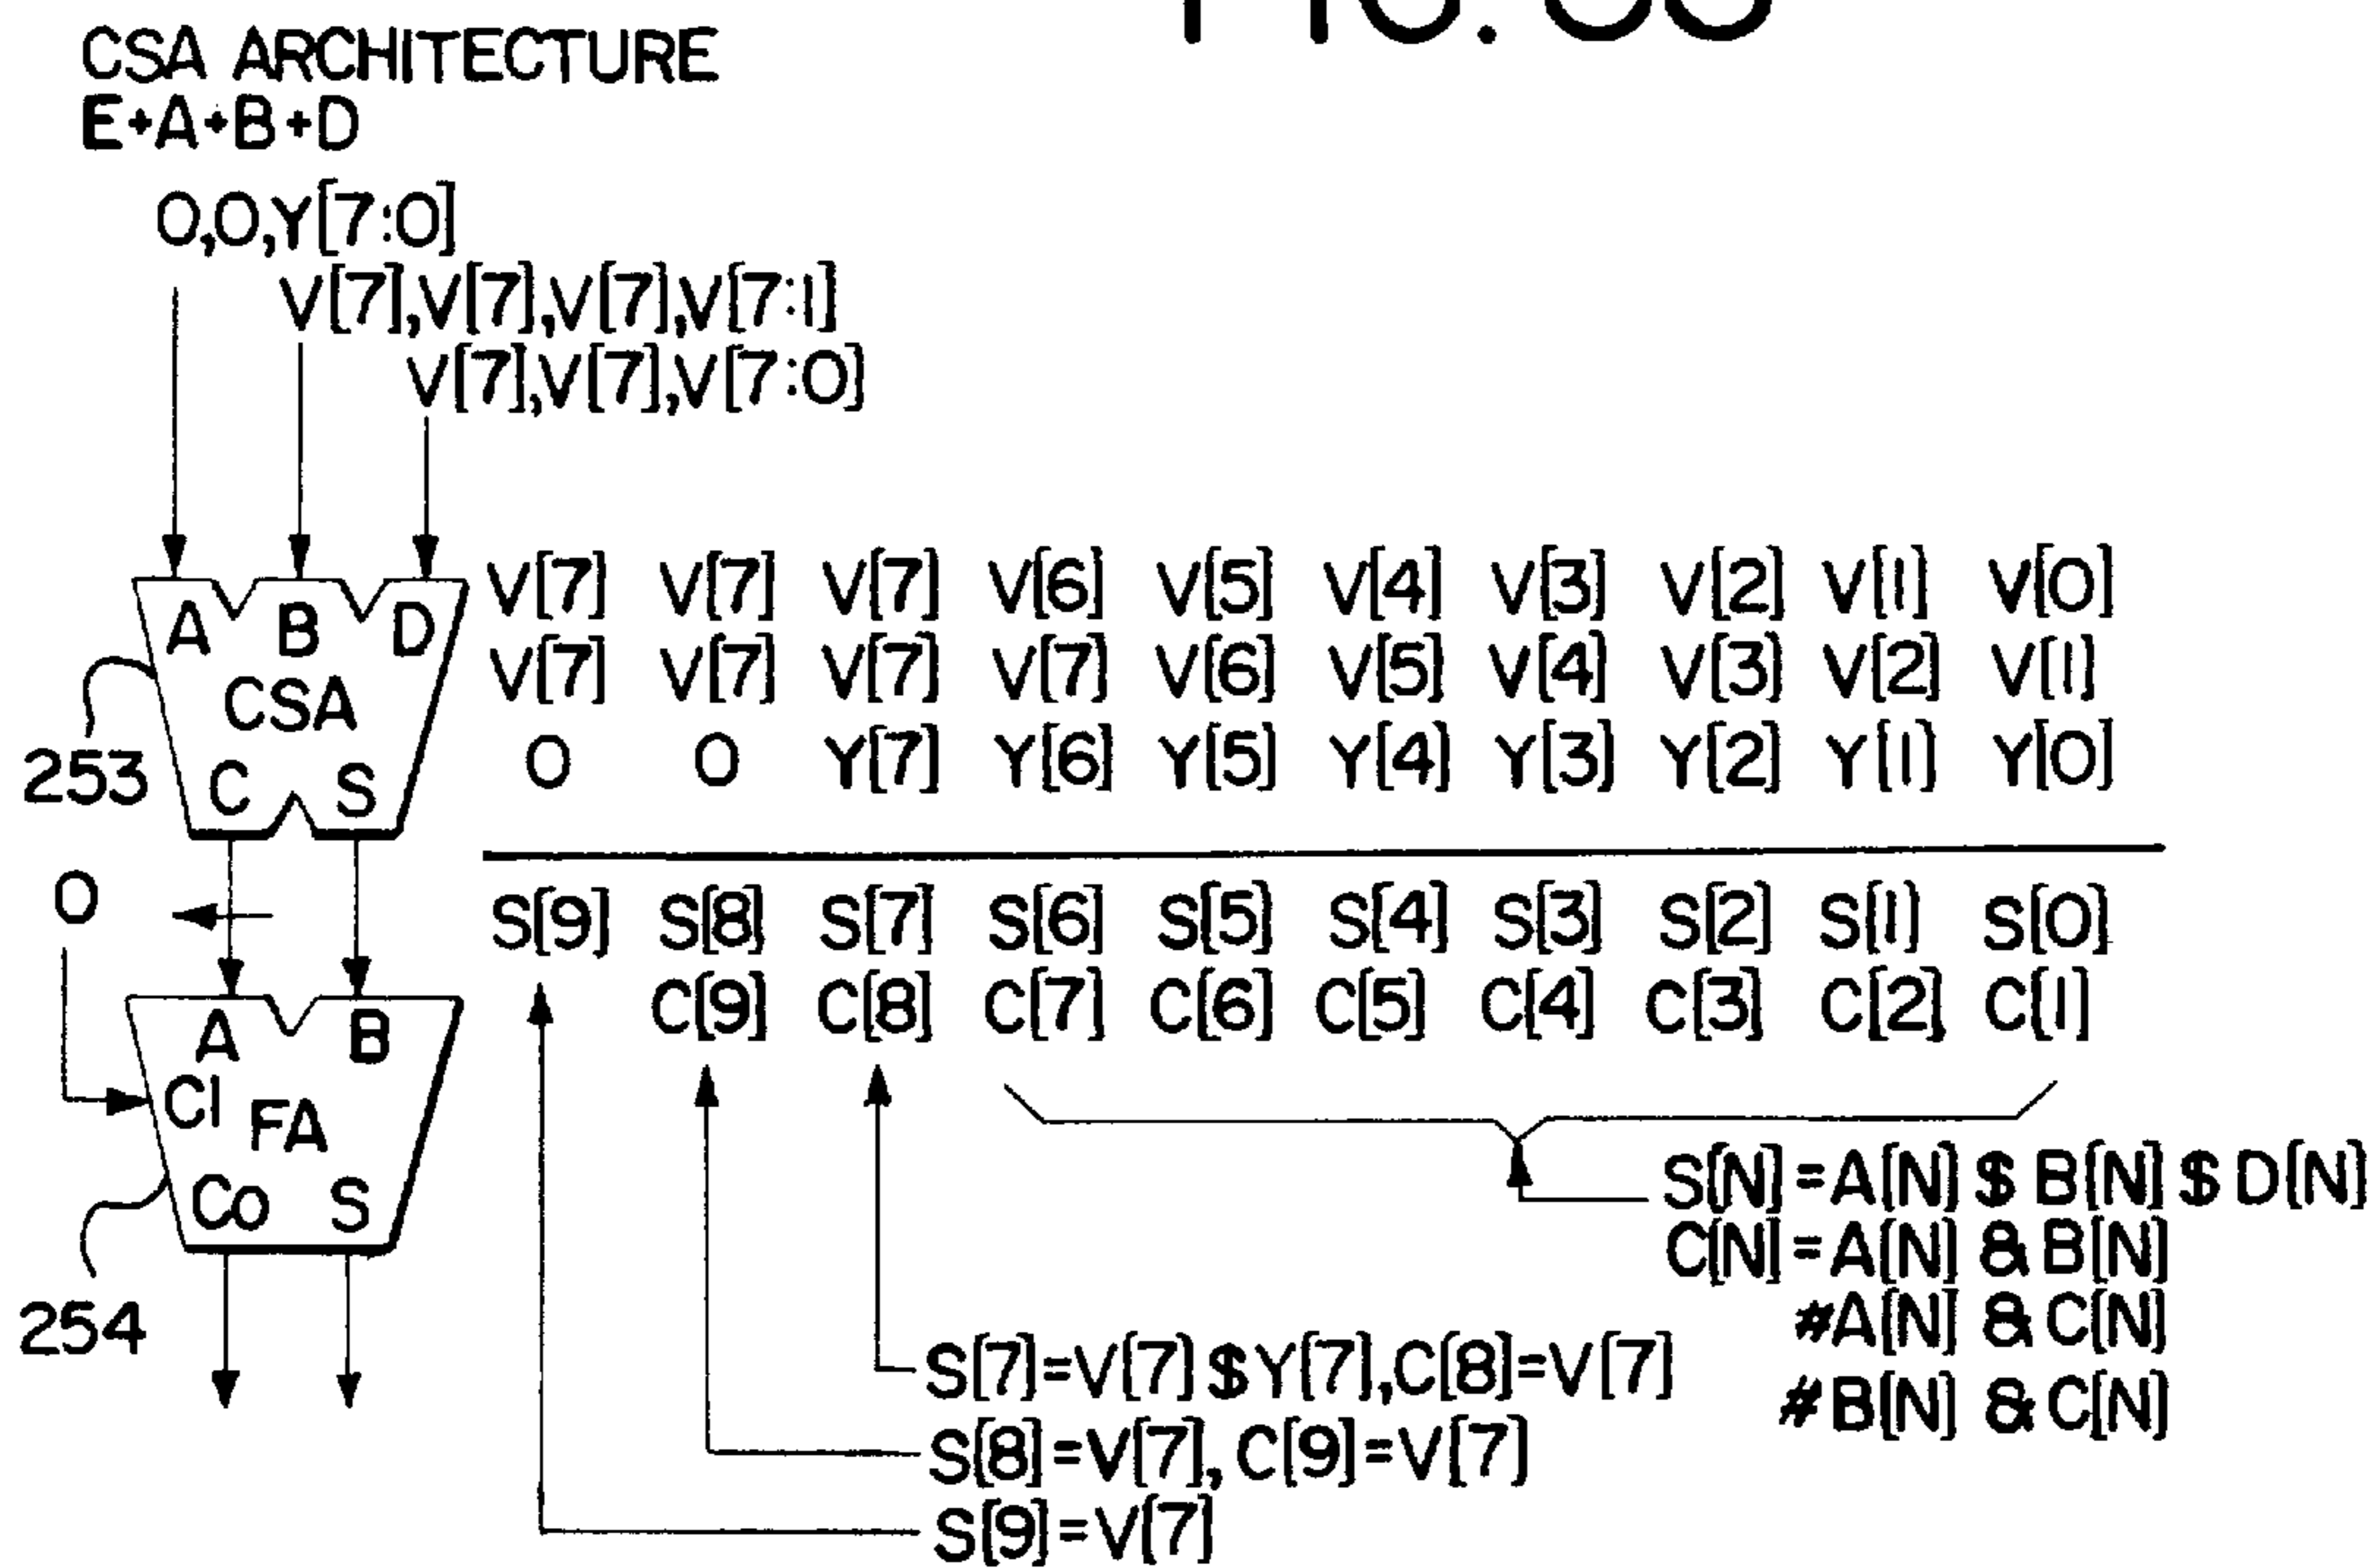 CSA ARCHITECTURE
E+A+B+D
0,0,Y[7:0]
V[7],V[7],V[7],V[7:1]
V[7],V[7],V[7:0]
A B D
CSA
C S
253
V[7] V[7] V[7] V[6] V[5] V[4] V[3] V[2] V[1] V[0]
V[7] V[7] V[7] V[7] V[6] V[5] V[4] V[3] V[2] V[1]
0 0 Y[7] Y[6] Y[5] Y[4] Y[3] Y[2] Y[1] Y[0]
0
S[9] S[8] S[7] S[6] S[5] S[4] S[3] S[2] S[1] S[0]
C[9] C[8] C[7] C[6] C[5] C[4] C[3] C[2] C[1]
A B
CI FA
Co S
254
S[N]=A[N] $ B[N] $ D[N]
C[N]=A[N] & B[N]
#A[N] & C[N]
#B[N] & C[N]
S[7]=V[7]$Y[7],C[8]=V[7]
S[8]=V[7], C[9]=V[7]
S[9]=V[7]